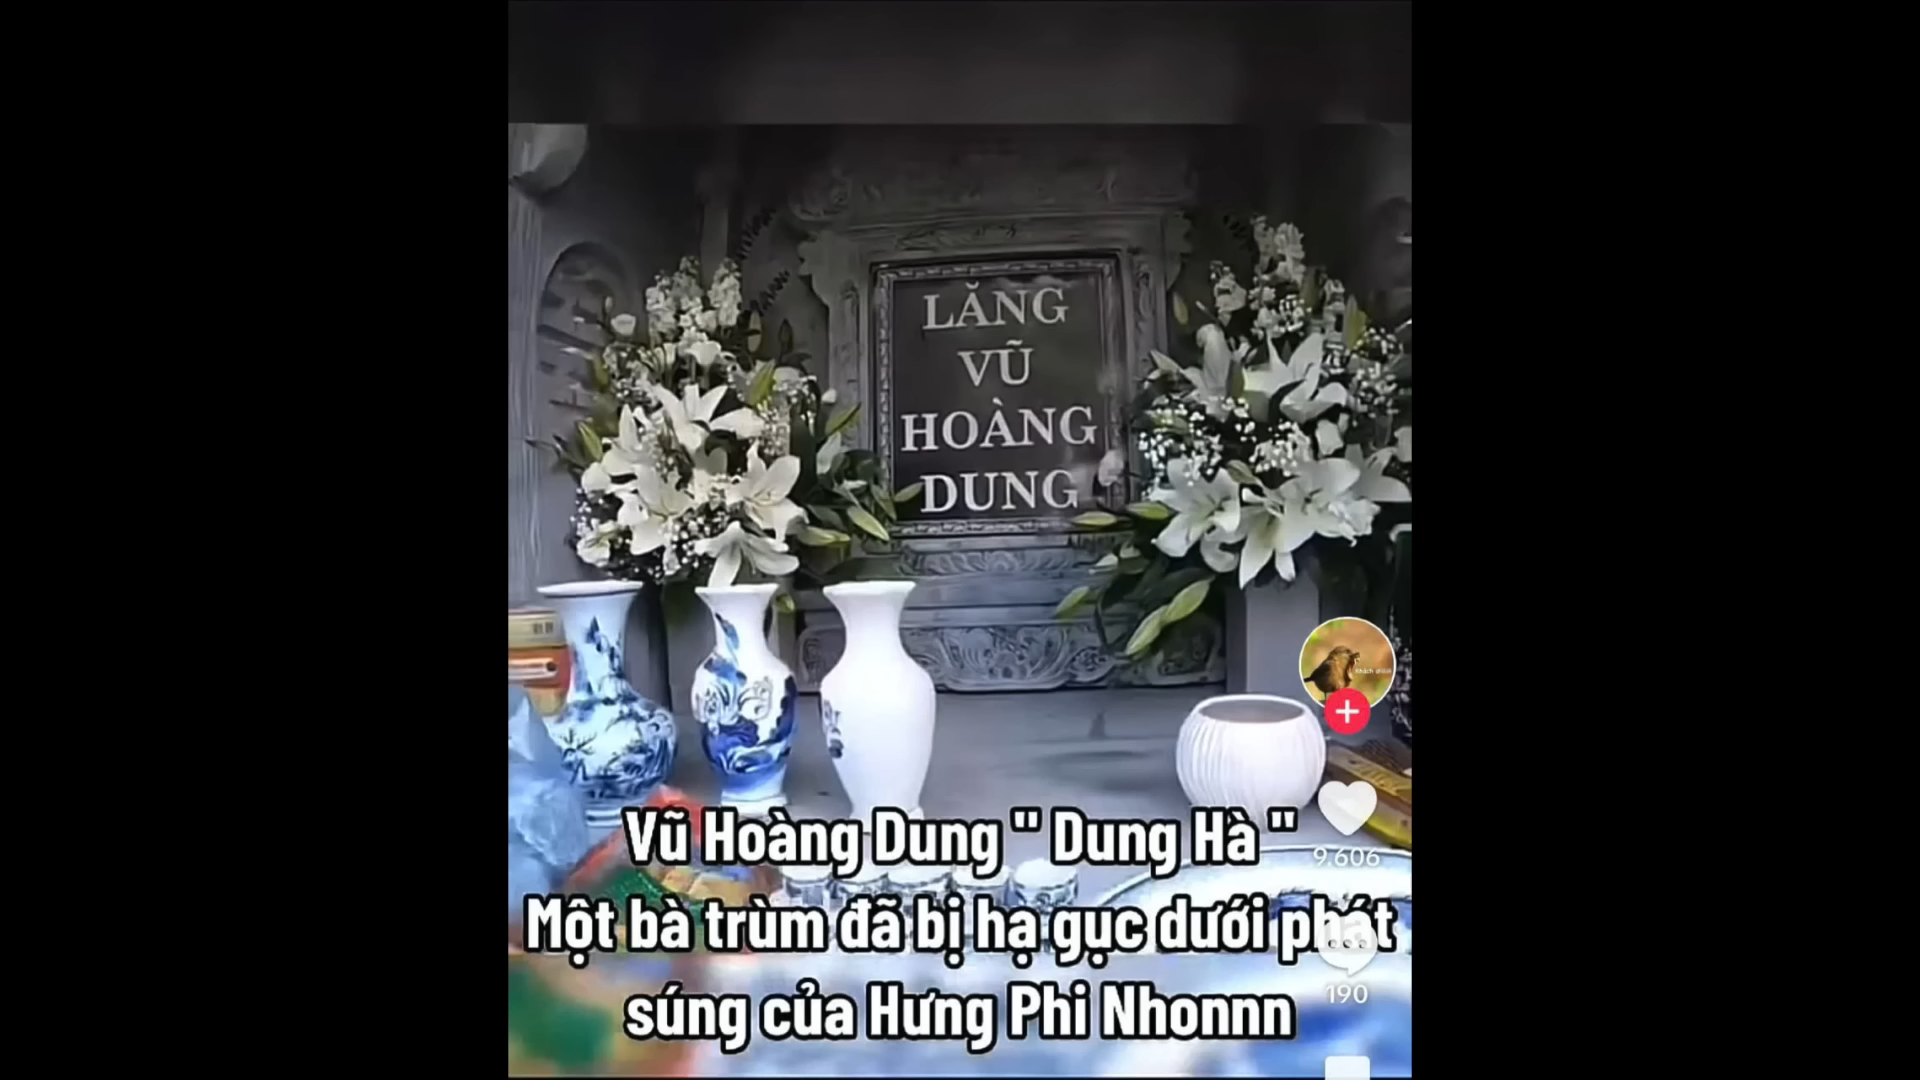 LĂNG
VŨ
HOÀNG
DUNG
Vũ Hoàng Dung " Dung Hà "
Một bà trùm đã bị hạ gục dưới phát
súng của Hưng Phi Nhonnn
9.606
190